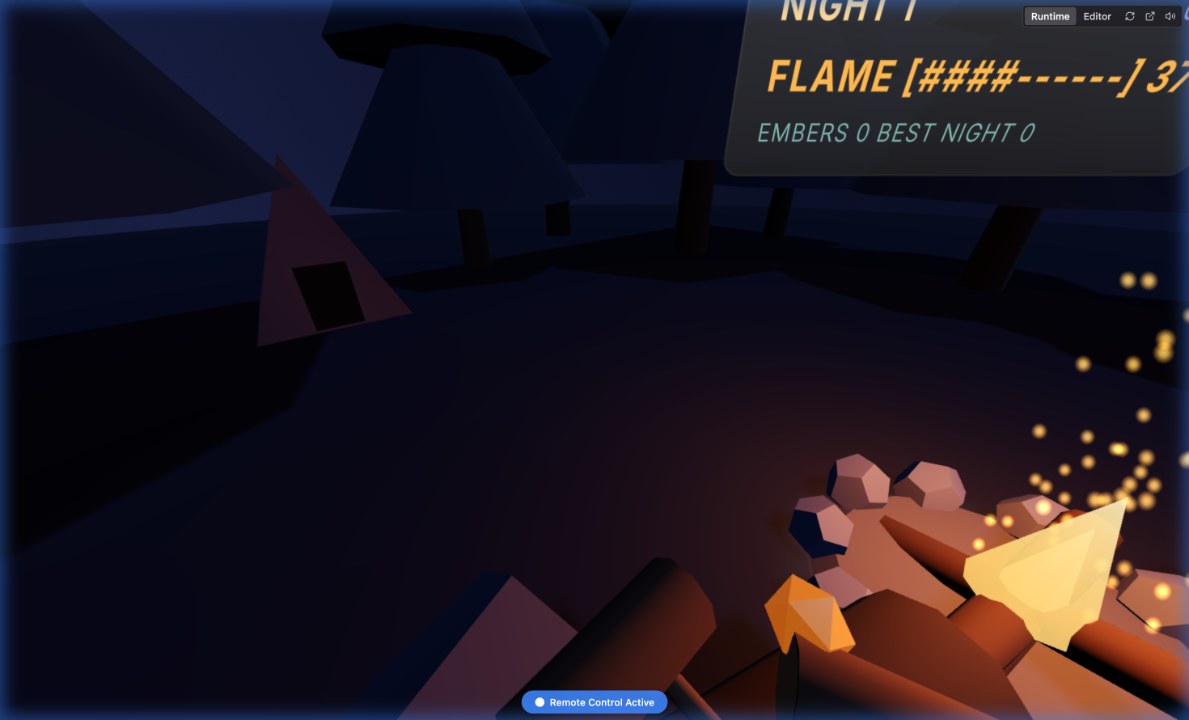 Runtime Editor
NIGHT 1
FLAME [####------] 37
EMBERS 0 BEST NIGHT 0
Remote Control Active